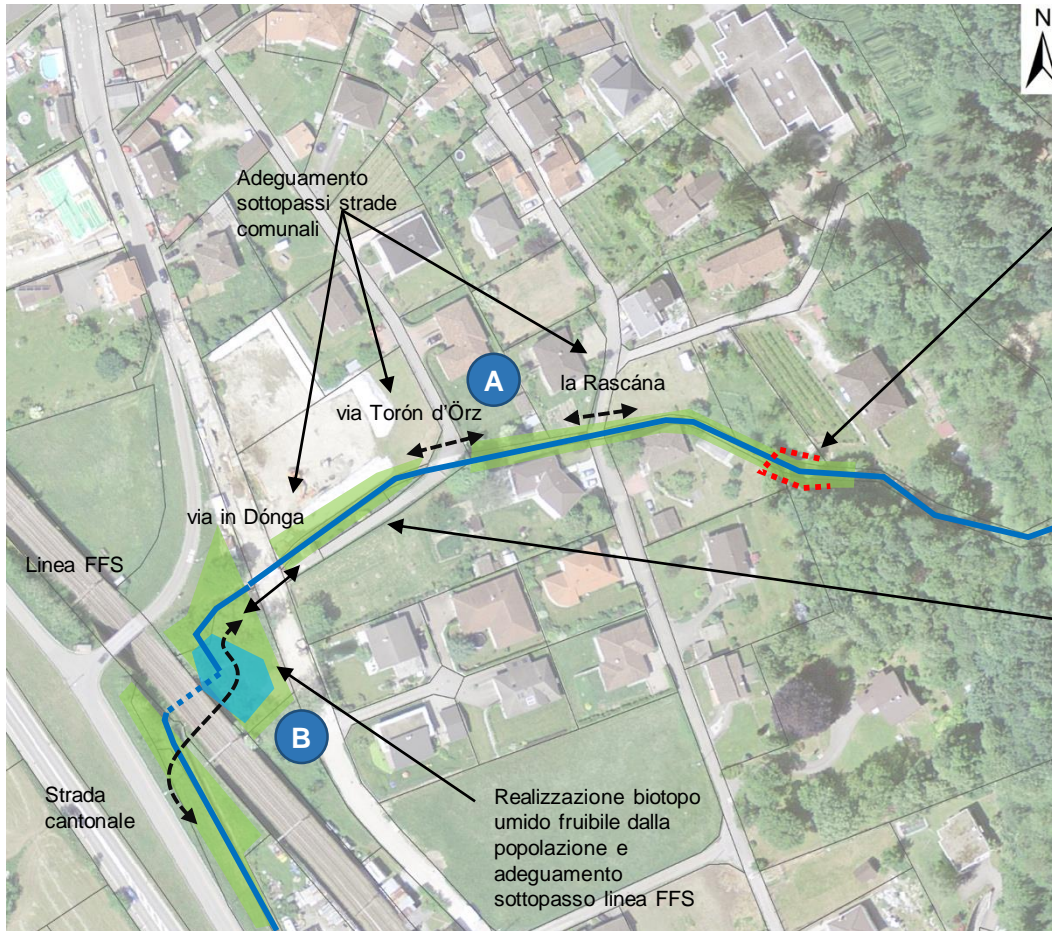 N
Adeguamento
sottopassi strade
comunali
A
la Rascána
via Torón d'Örz
via in Dónga
Linea FFS
B
Strada
cantonale
Realizzazione biotopo
umido fruibile dalla
popolazione e
adeguamento
sottopasso linea FFS